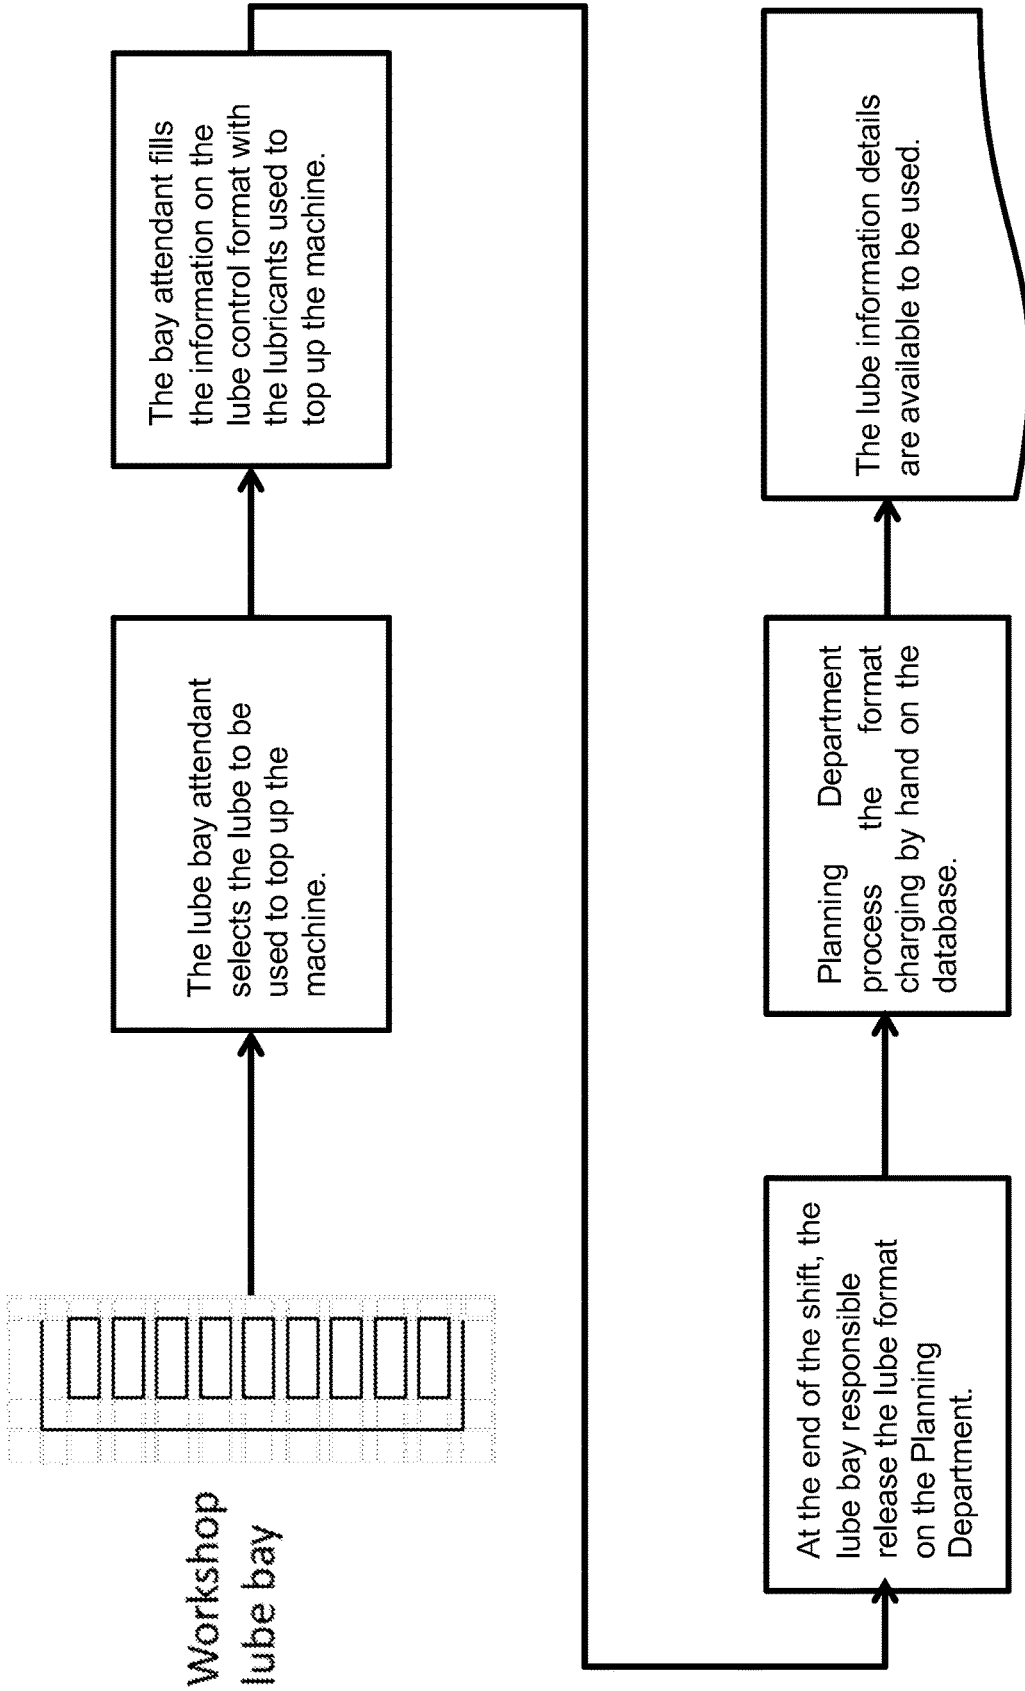 Workshop
lube bay
The lube bay attendant
selects the lube to be
used to top up the
machine.
The bay attendant fills
the information on the
lube control format with
the lubricants used to
top up the machine.
At the end of the shift, the
lube bay responsible
release the lube format
on the Planning
Department.
Planning Department
process the format
charging by hand on the
database.
The lube information details
are available to be used.